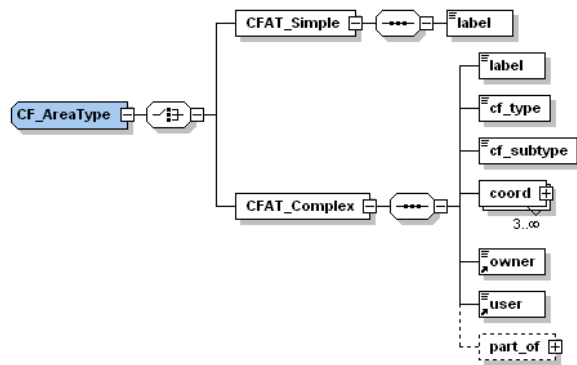 CFAT_Simple
label
CF_AreaType
label
cf_type
cf_subtype
CFAT_Complex
coord
3..∞
owner
user
part_of